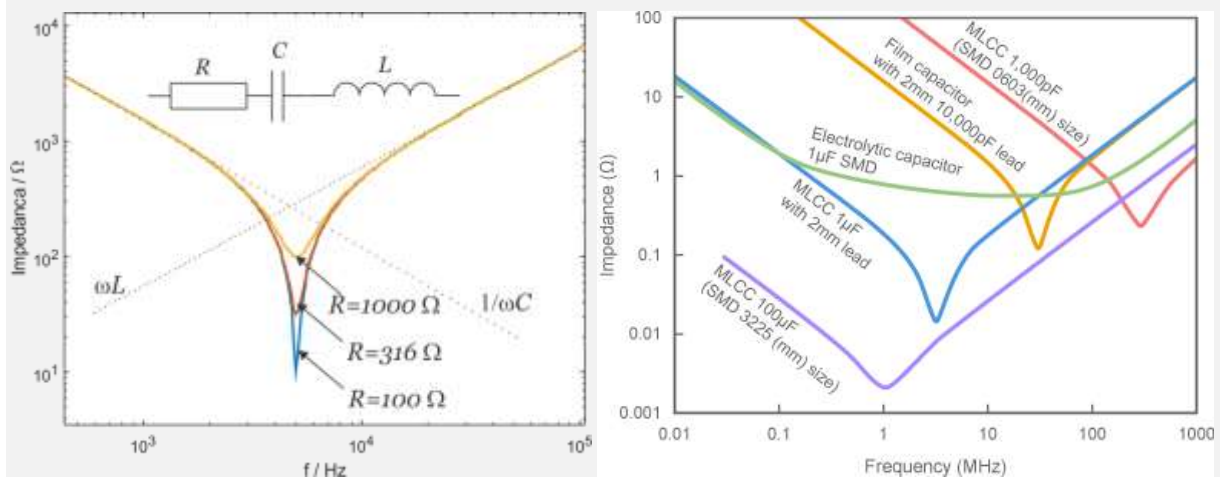 10⁴
10³
10²
10¹
Impedanca / Ω
R
C
L
ωL
1/ωC
R=1000 Ω
R=316 Ω
R=100 Ω
10³
10⁴
10⁵
f / Hz
100
10
1
0.1
0.01
0.001
Impedance (Ω)
MLCC 1,000pF
(SMD 0603(mm) size)
Film capacitor
with 2mm 10,000pF lead
Electrolytic capacitor
1µF SMD
MLCC 1µF
with 2mm lead
MLCC 100µF
(SMD 3225 (mm) size)
0.01
0.1
1
10
100
1000
Frequency (MHz)